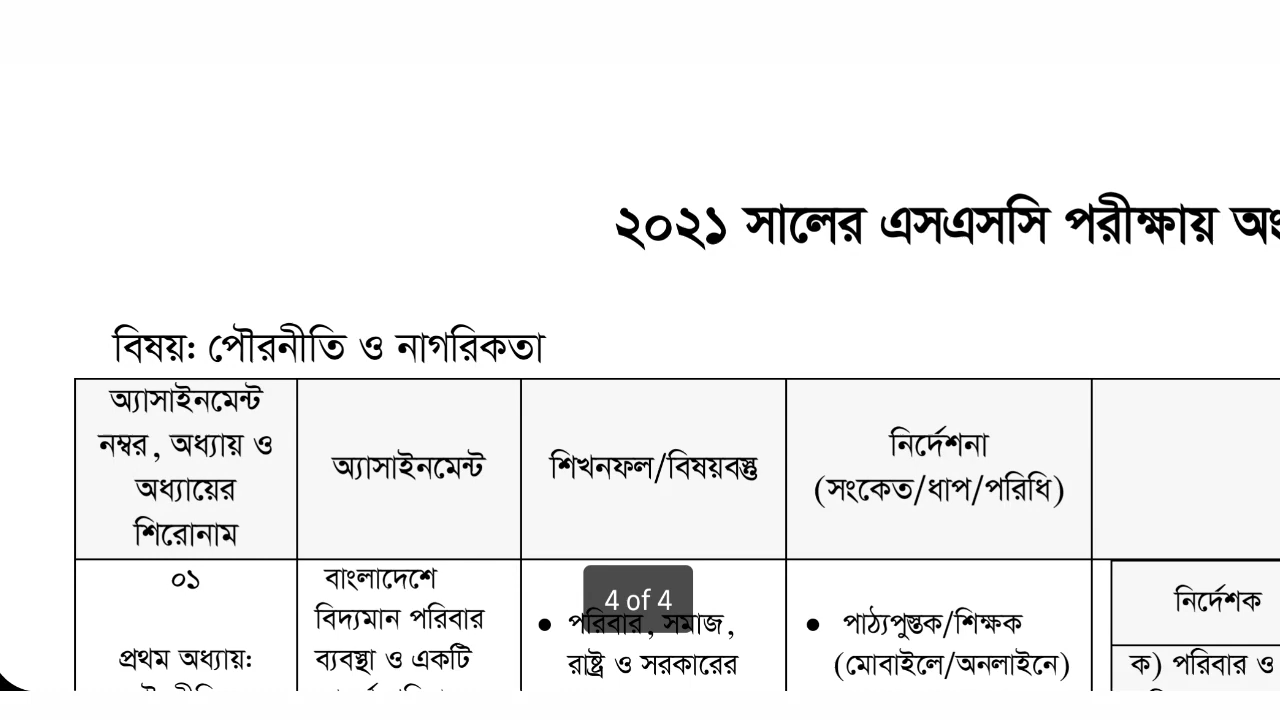 ২০২১ সালের এসএসসি পরীক্ষায়
বিষয়: পৌরনীতি ও নাগরিকতা
অ্যাসাইনমেন্ট
নম্বর, অধ্যায় ও
অধ্যায়ের
শিরোনাম
অ্যাসাইনমেন্ট
শিখনফল/বিষয়বস্তু
নির্দেশনা
(সংকেত/ধাপ/পরিধি)
০১
প্রথম অধ্যায়:
বাংলাদেশে
বিদ্যমান পরিবার
ব্যবস্থা ও একটি
• পরিবার, সমাজ,
রাষ্ট্র ও সরকারের
• পাঠ্যপুস্তক/শিক্ষক
(মোবাইলে/অনলাইনে)
নির্দেশক
ক) পরিবার ও
4 of 4